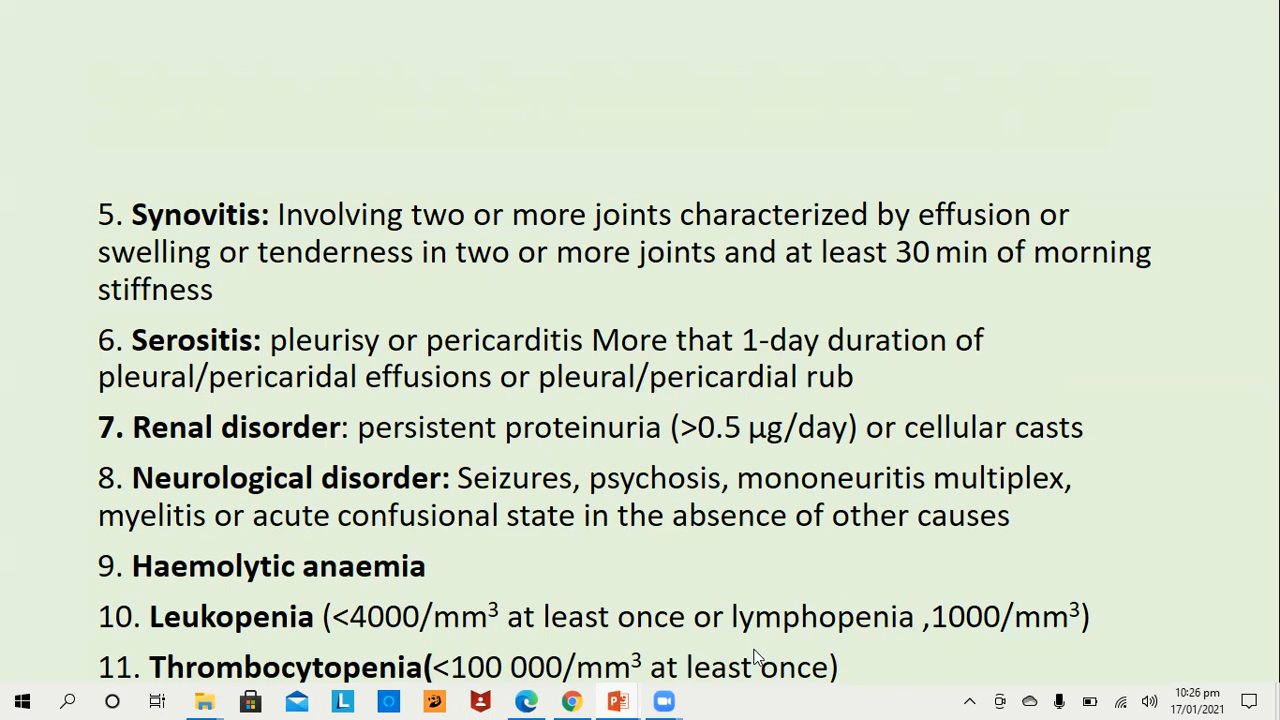 5. Synovitis: Involving two or more joints characterized by effusion or
swelling or tenderness in two or more joints and at least 30 min of morning
stiffness
6. Serositis: pleurisy or pericarditis More that 1-day duration of
pleural/pericaridal effusions or pleural/pericardial rub
7. Renal disorder: persistent proteinuria (>0.5 µg/day) or cellular casts
8. Neurological disorder: Seizures, psychosis, mononeuritis multiplex,
myelitis or acute confusional state in the absence of other causes
9. Haemolytic anaemia
10. Leukopenia (<4000/mm³ at least once or lymphopenia ,1000/mm³)
11. Thrombocytopenia(<100 000/mm³ at least once)
10:26 pm
17/01/2021